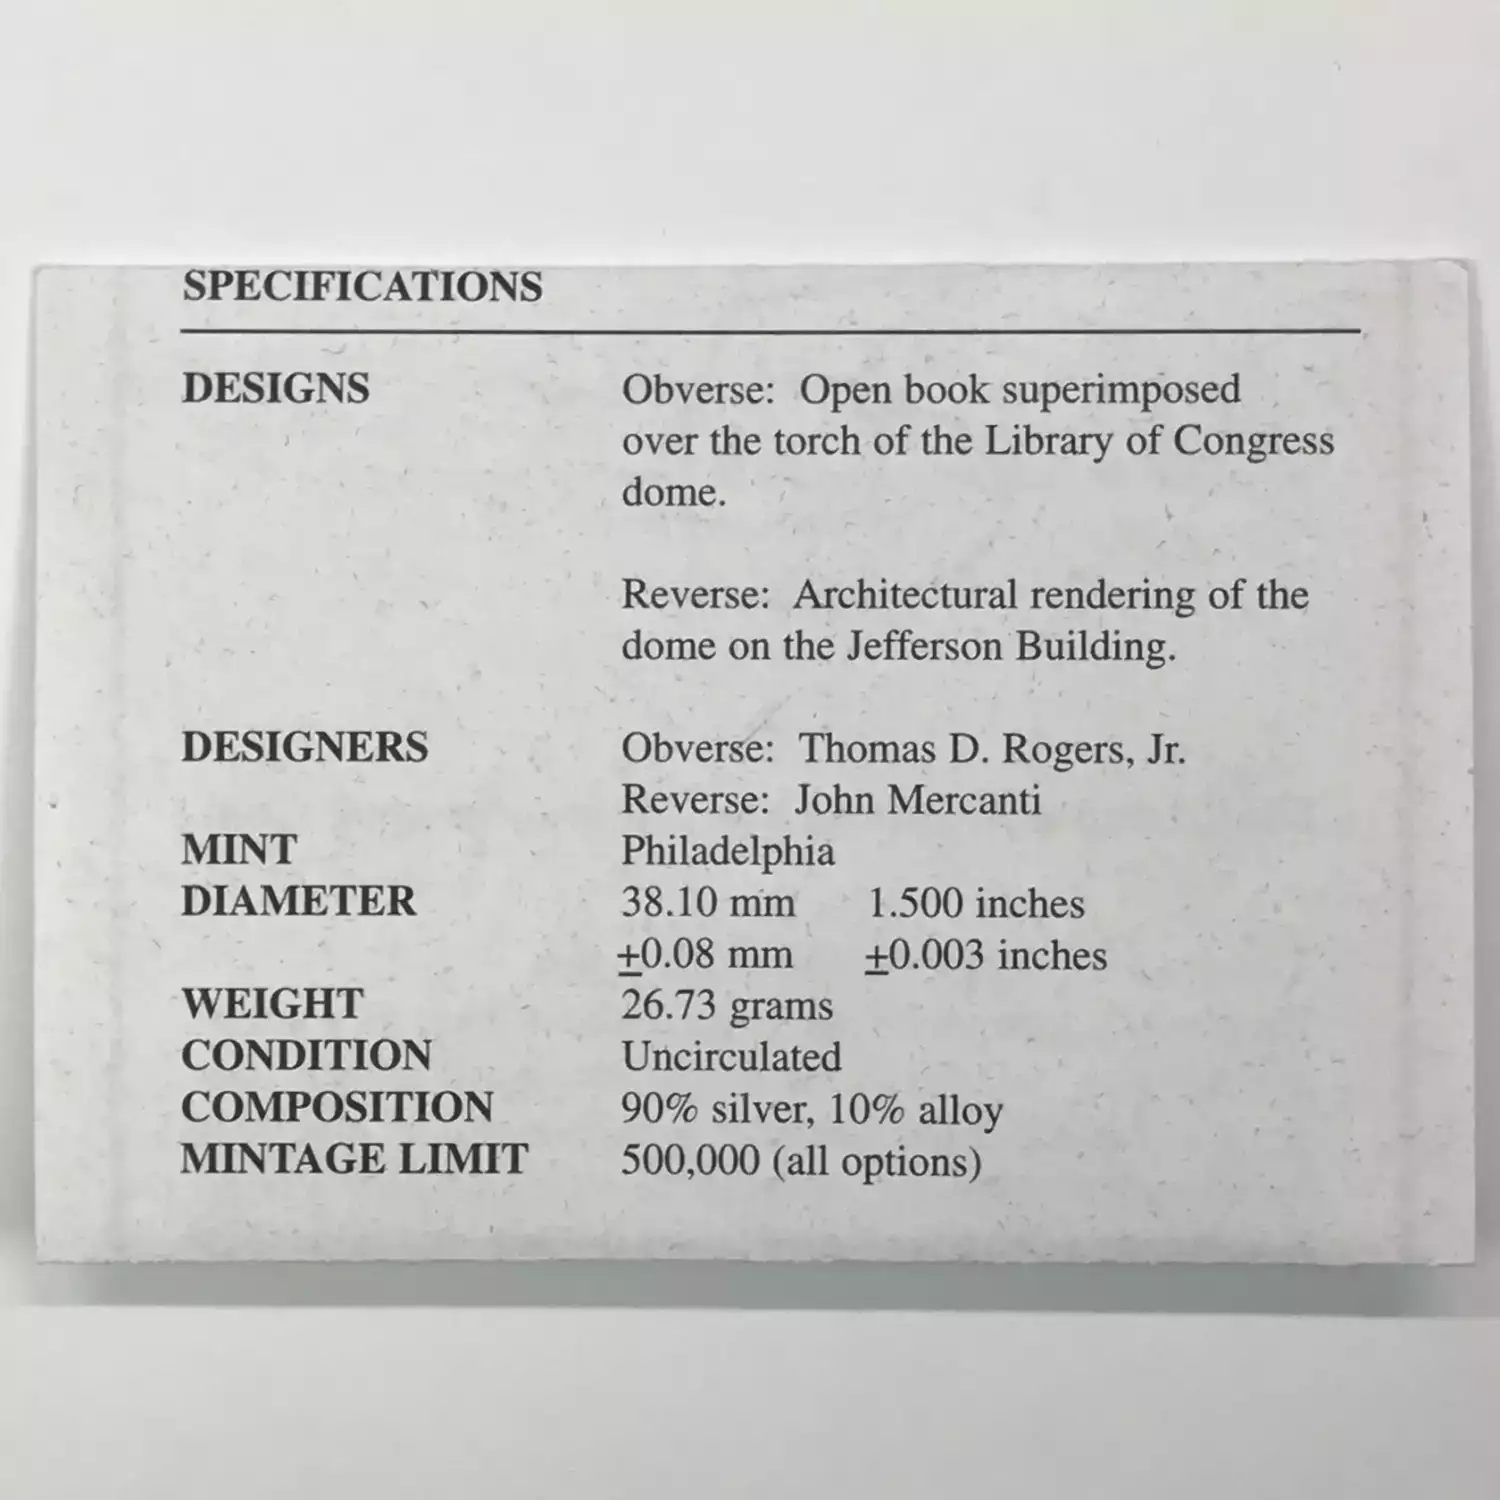 SPECIFICATIONS
DESIGNS Obverse: Open book superimposed
over the torch of the Library of Congress
dome.
Reverse: Architectural rendering of the
dome on the Jefferson Building.
DESIGNERS Obverse: Thomas D. Rogers, Jr.
Reverse: John Mercanti
MINT Philadelphia
DIAMETER 38.10 mm 1.500 inches
±0.08 mm ±0.003 inches
WEIGHT 26.73 grams
CONDITION Uncirculated
COMPOSITION 90% silver, 10% alloy
MINTAGE LIMIT 500,000 (all options)